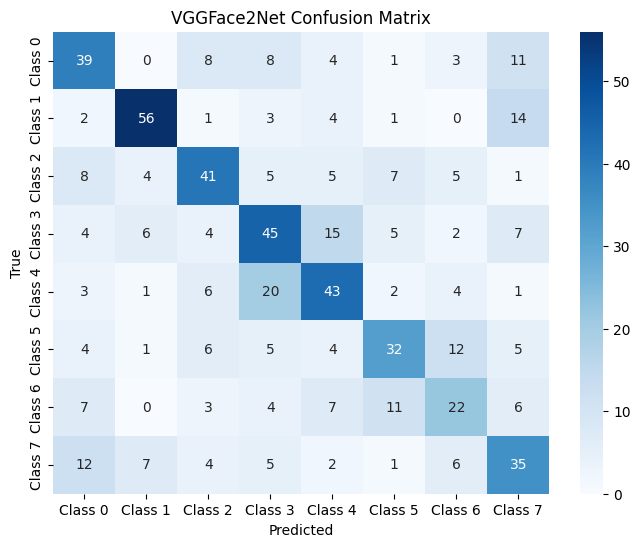 VGGFace2Net Confusion Matrix
True
Class 0 39 0 8 8 4 1 3 11
Class 1 2 56 1 3 4 1 0 14
Class 2 8 4 41 5 5 7 5 1
Class 3 4 6 4 45 15 5 2 7
Class 4 3 1 6 20 43 2 4 1
Class 5 4 1 6 5 4 32 12 5
Class 6 7 0 3 4 7 11 22 6
Class 7 12 7 4 5 2 1 6 35
Class 0 Class 1 Class 2 Class 3 Class 4 Class 5 Class 6 Class 7
Predicted
50
40
30
20
10
0